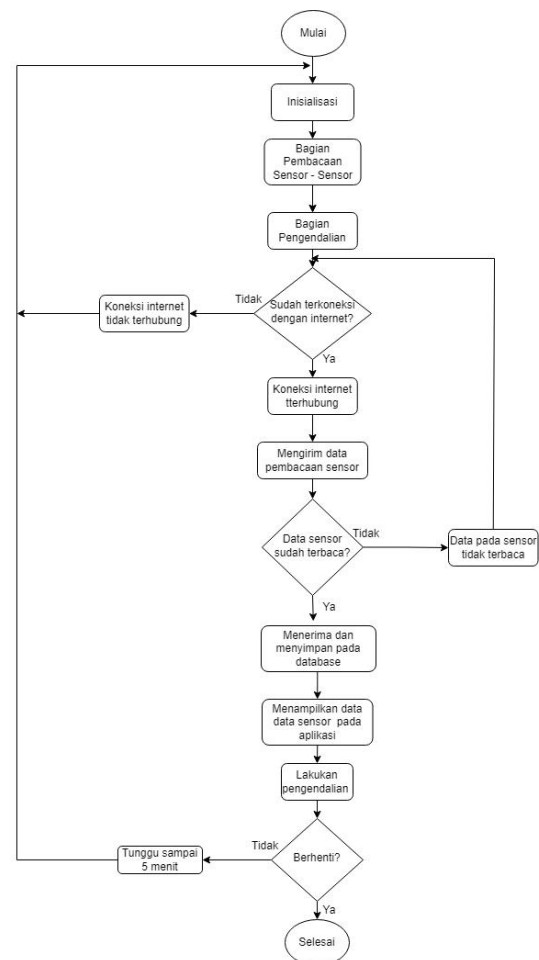 Mulai
Inisialisasi
Bagian
Pembacaan
Sensor - Sensor
Bagian
Pengendalian
Sudah terkoneksi
dengan internet?
Tidak
Koneksi internet
tidak terhubung
Ya
Koneksi internet
tterhubung
Mengirim data
pembacaan sensor
Data sensor
sudah terbaca?
Tidak
Data pada sensor
tidak terbaca
Ya
Menerima dan
menyimpan pada
database
Menampilkan data
data sensor pada
aplikasi
Lakukan
pengendalian
Berhenti?
Tidak
Tunggu sampai
5 menit
Ya
Selesai